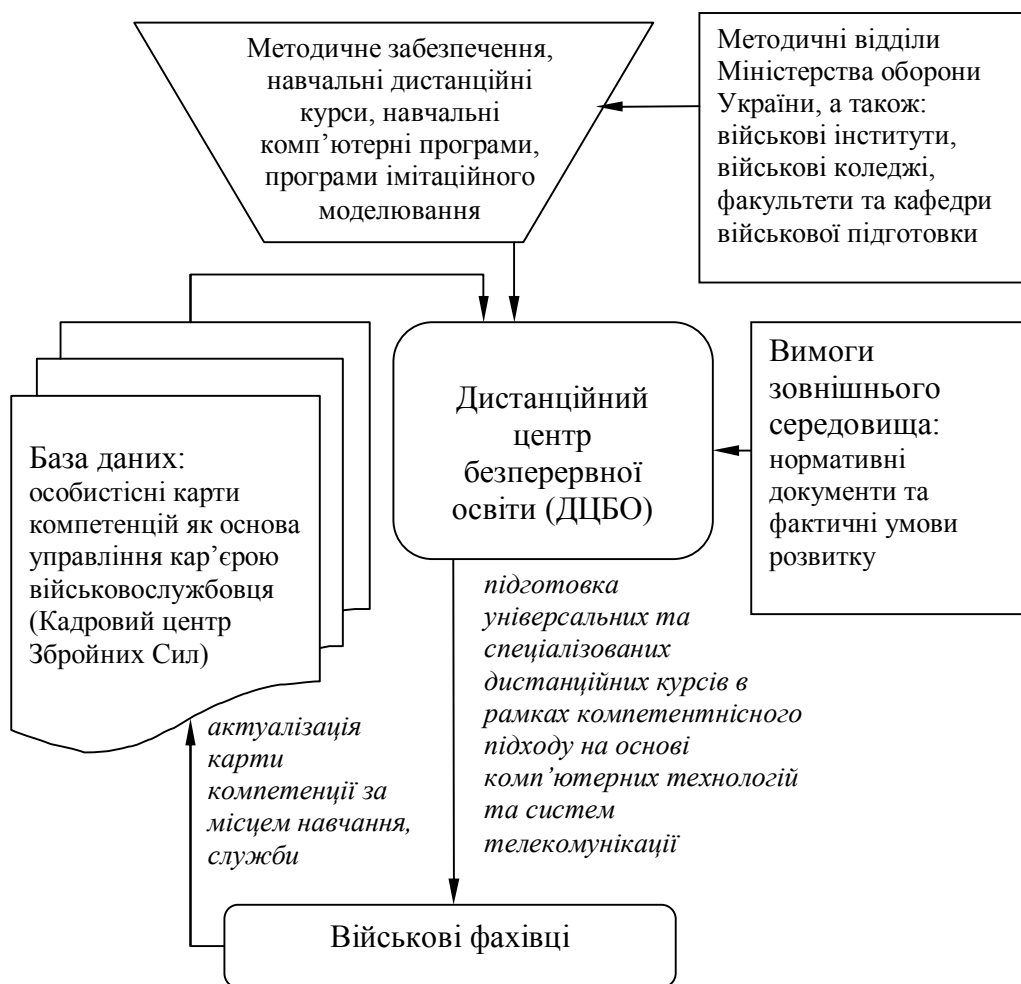 Методичне забезпечення,
навчальні дистанційні
курси, навчальні
комп’ютерні програми,
програми імітаційного
моделювання
Методичні відділи
Міністерства оборони
України, а також:
військові інститути,
військові коледжі,
факультети та кафедри
військової підготовки
База даних:
особистісні карти
компетенцій як основа
управління кар’єрою
військовослужбовця
(Кадровий центр
Збройних Сил)
Дистанційний
центр
безперервної
освіти (ДЦБО)
Вимоги
зовнішнього
середовища:
нормативні
документи та
фактичні умови
розвитку
актуалізація
карти
компетенції за
місцем навчання,
служби
підготовка
універсальних та
спеціалізованих
дистанційних курсів в
рамках компетентнісного
підходу на основі
комп’ютерних технологій
та систем
телекомунікації
Військові фахівці